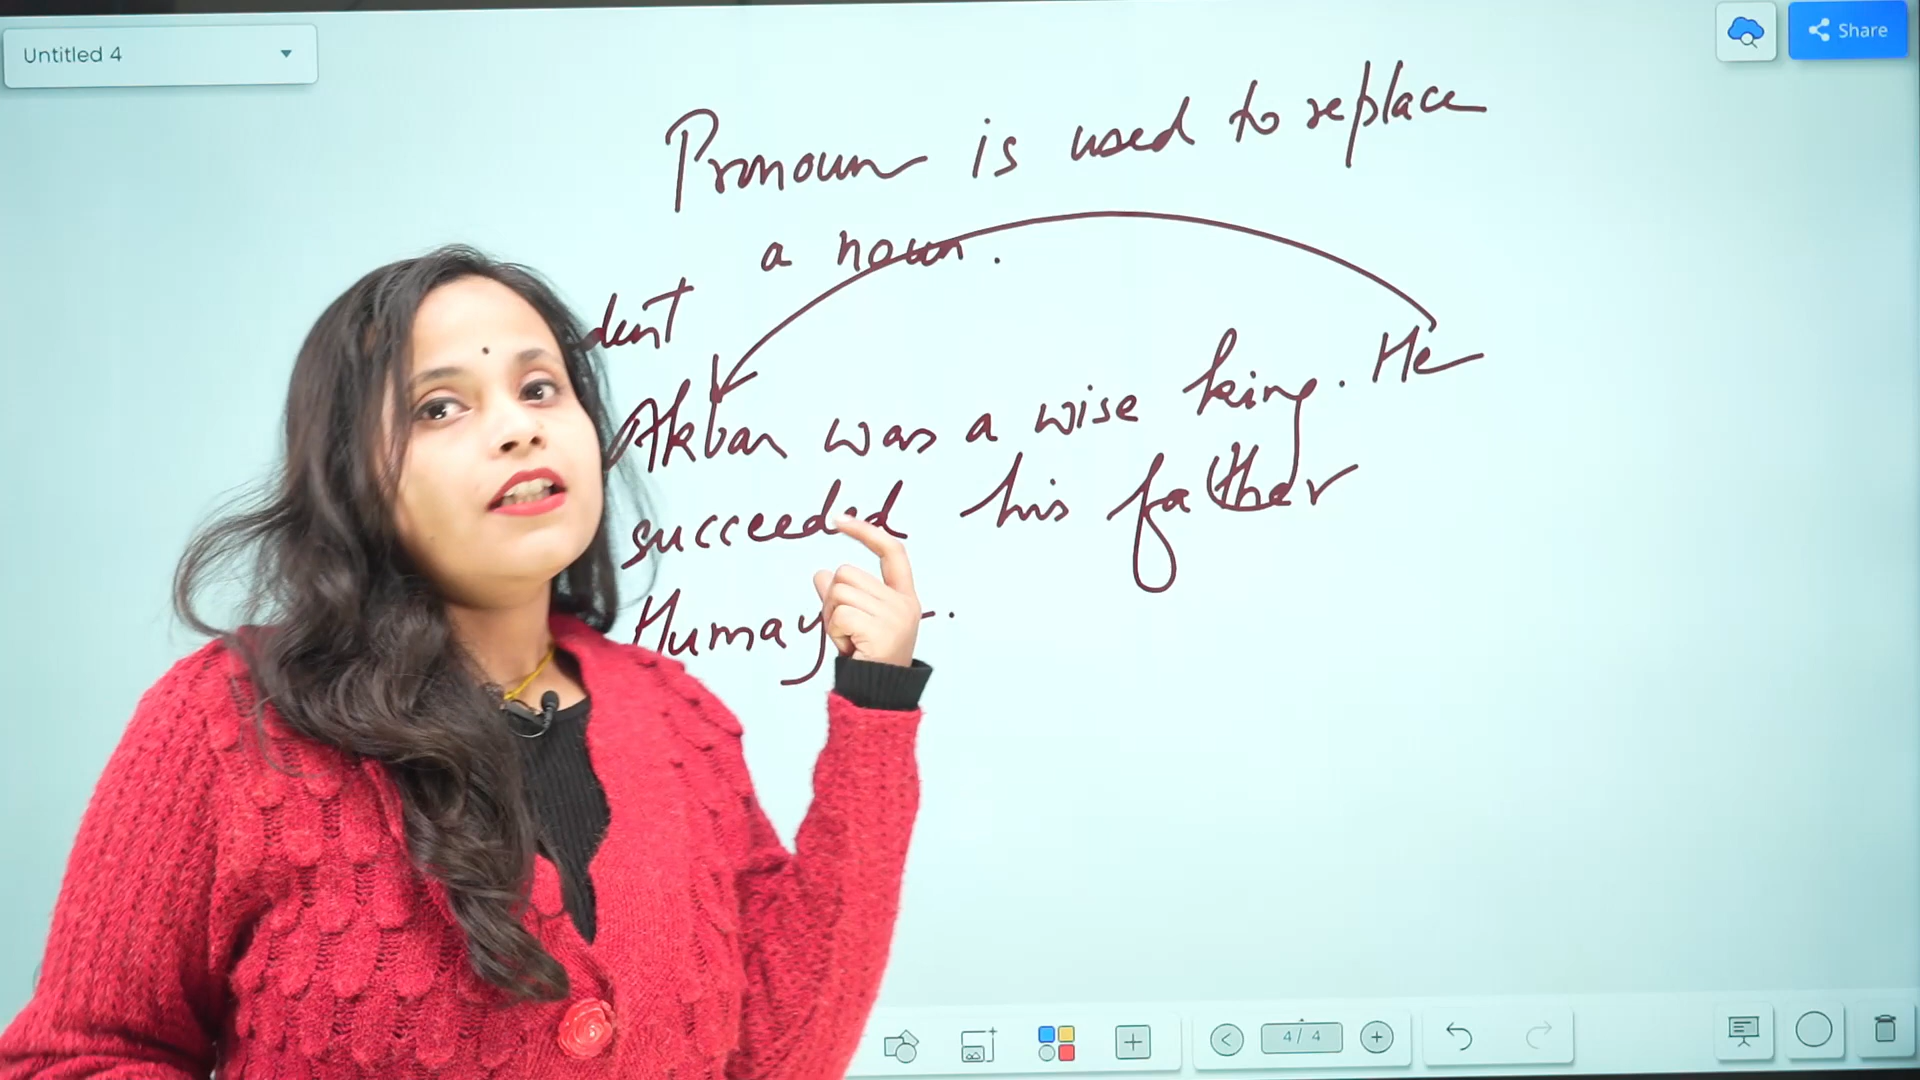 Untitled 4
Share
Pronoun is used to replace
a noun.
Akbar was a wise king. He
succeeded his father
4/4